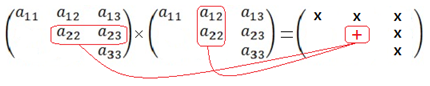 ( a₁₁ a₁₂ a₁₃ ) × ( a₁₁ a₁₂ a₁₃ ) = ( x x x )
( a₂₂ a₂₃ ) ( a₂₂ a₂₃ ) ( + x )
( a₃₃ ) ( a₃₃ ) ( x )